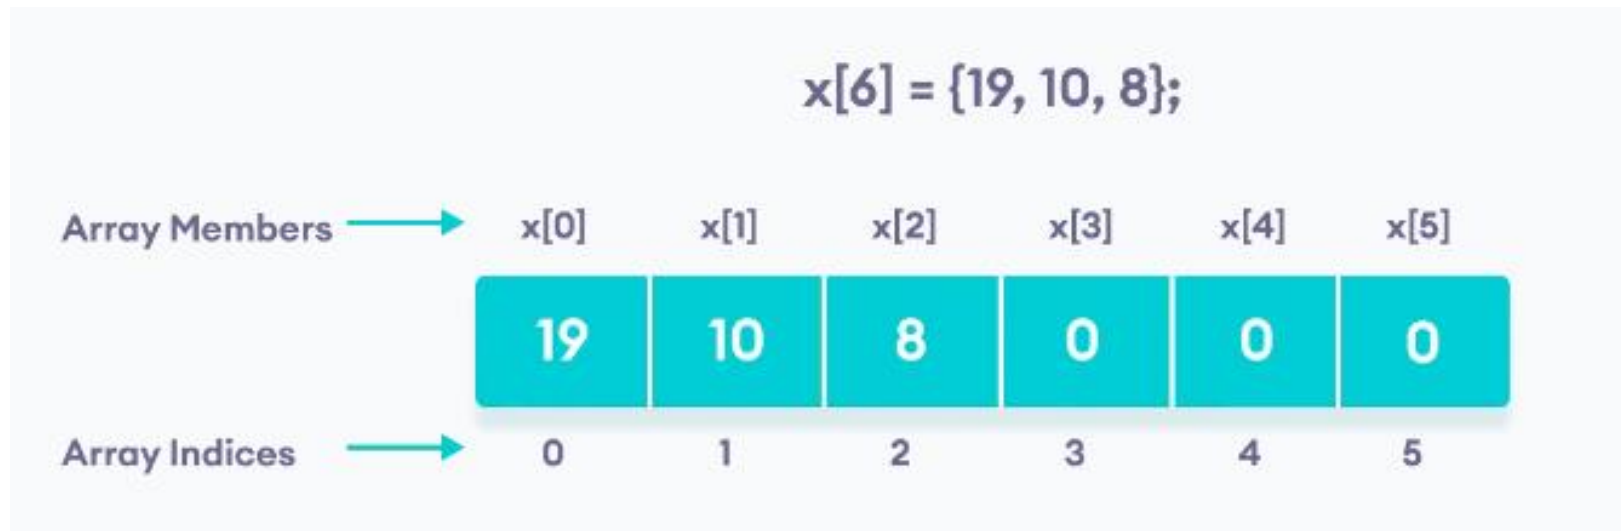 x[6] = {19, 10, 8};
Array Members x[0] x[1] x[2] x[3] x[4] x[5]
19 10 8 0 0 0
Array Indices 0 1 2 3 4 5